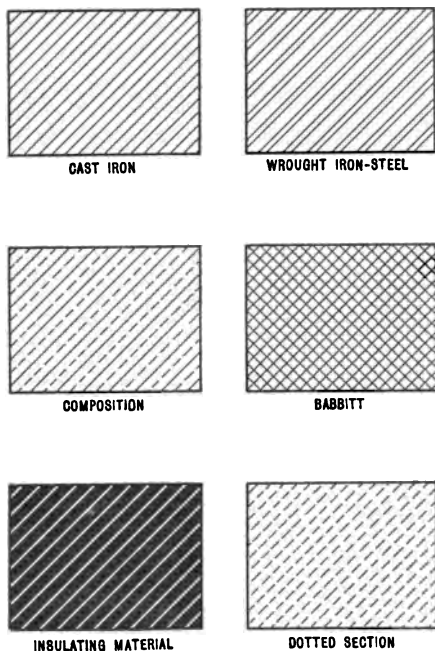 CAST IRON
WROUGHT IRON-STEEL
COMPOSITION
BABBITT
INSULATING MATERIAL
DOTTED SECTION